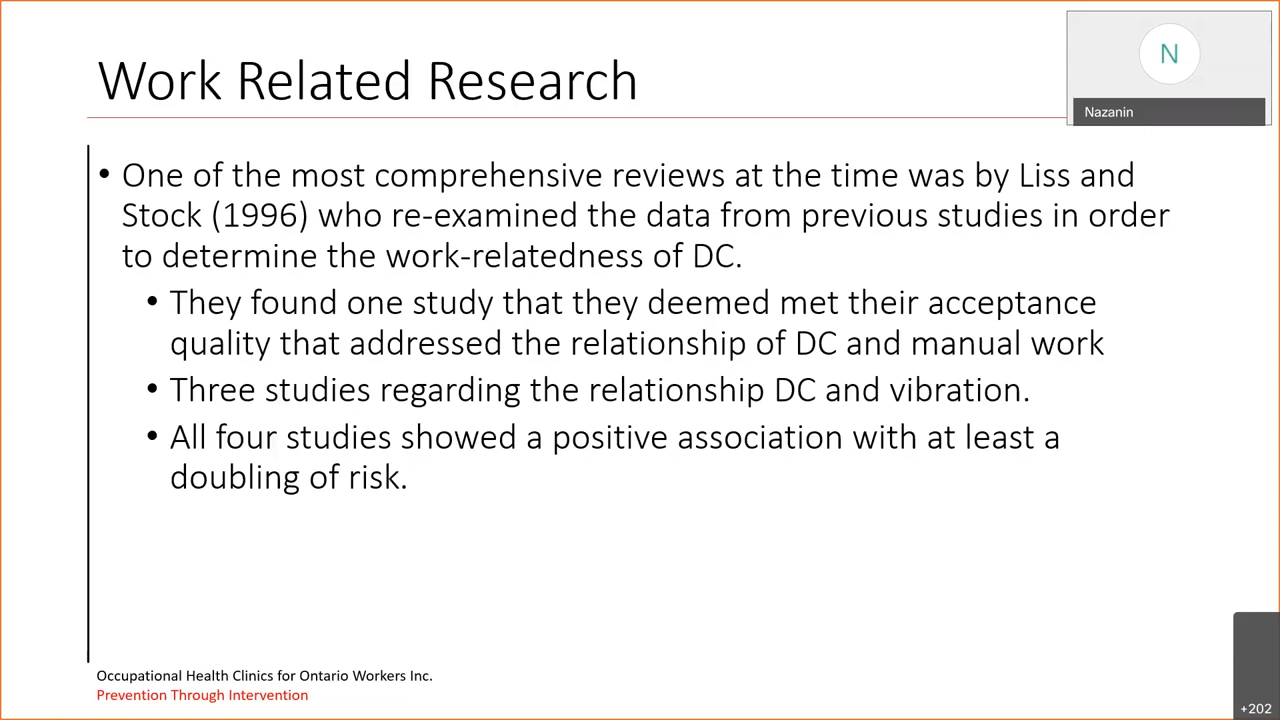 Work Related Research
N
Nazanin
• One of the most comprehensive reviews at the time was by Liss and
Stock (1996) who re-examined the data from previous studies in order
to determine the work-relatedness of DC.
• They found one study that they deemed met their acceptance
quality that addressed the relationship of DC and manual work
• Three studies regarding the relationship DC and vibration.
• All four studies showed a positive association with at least a
doubling of risk.
Occupational Health Clinics for Ontario Workers Inc.
Prevention Through Intervention
+202